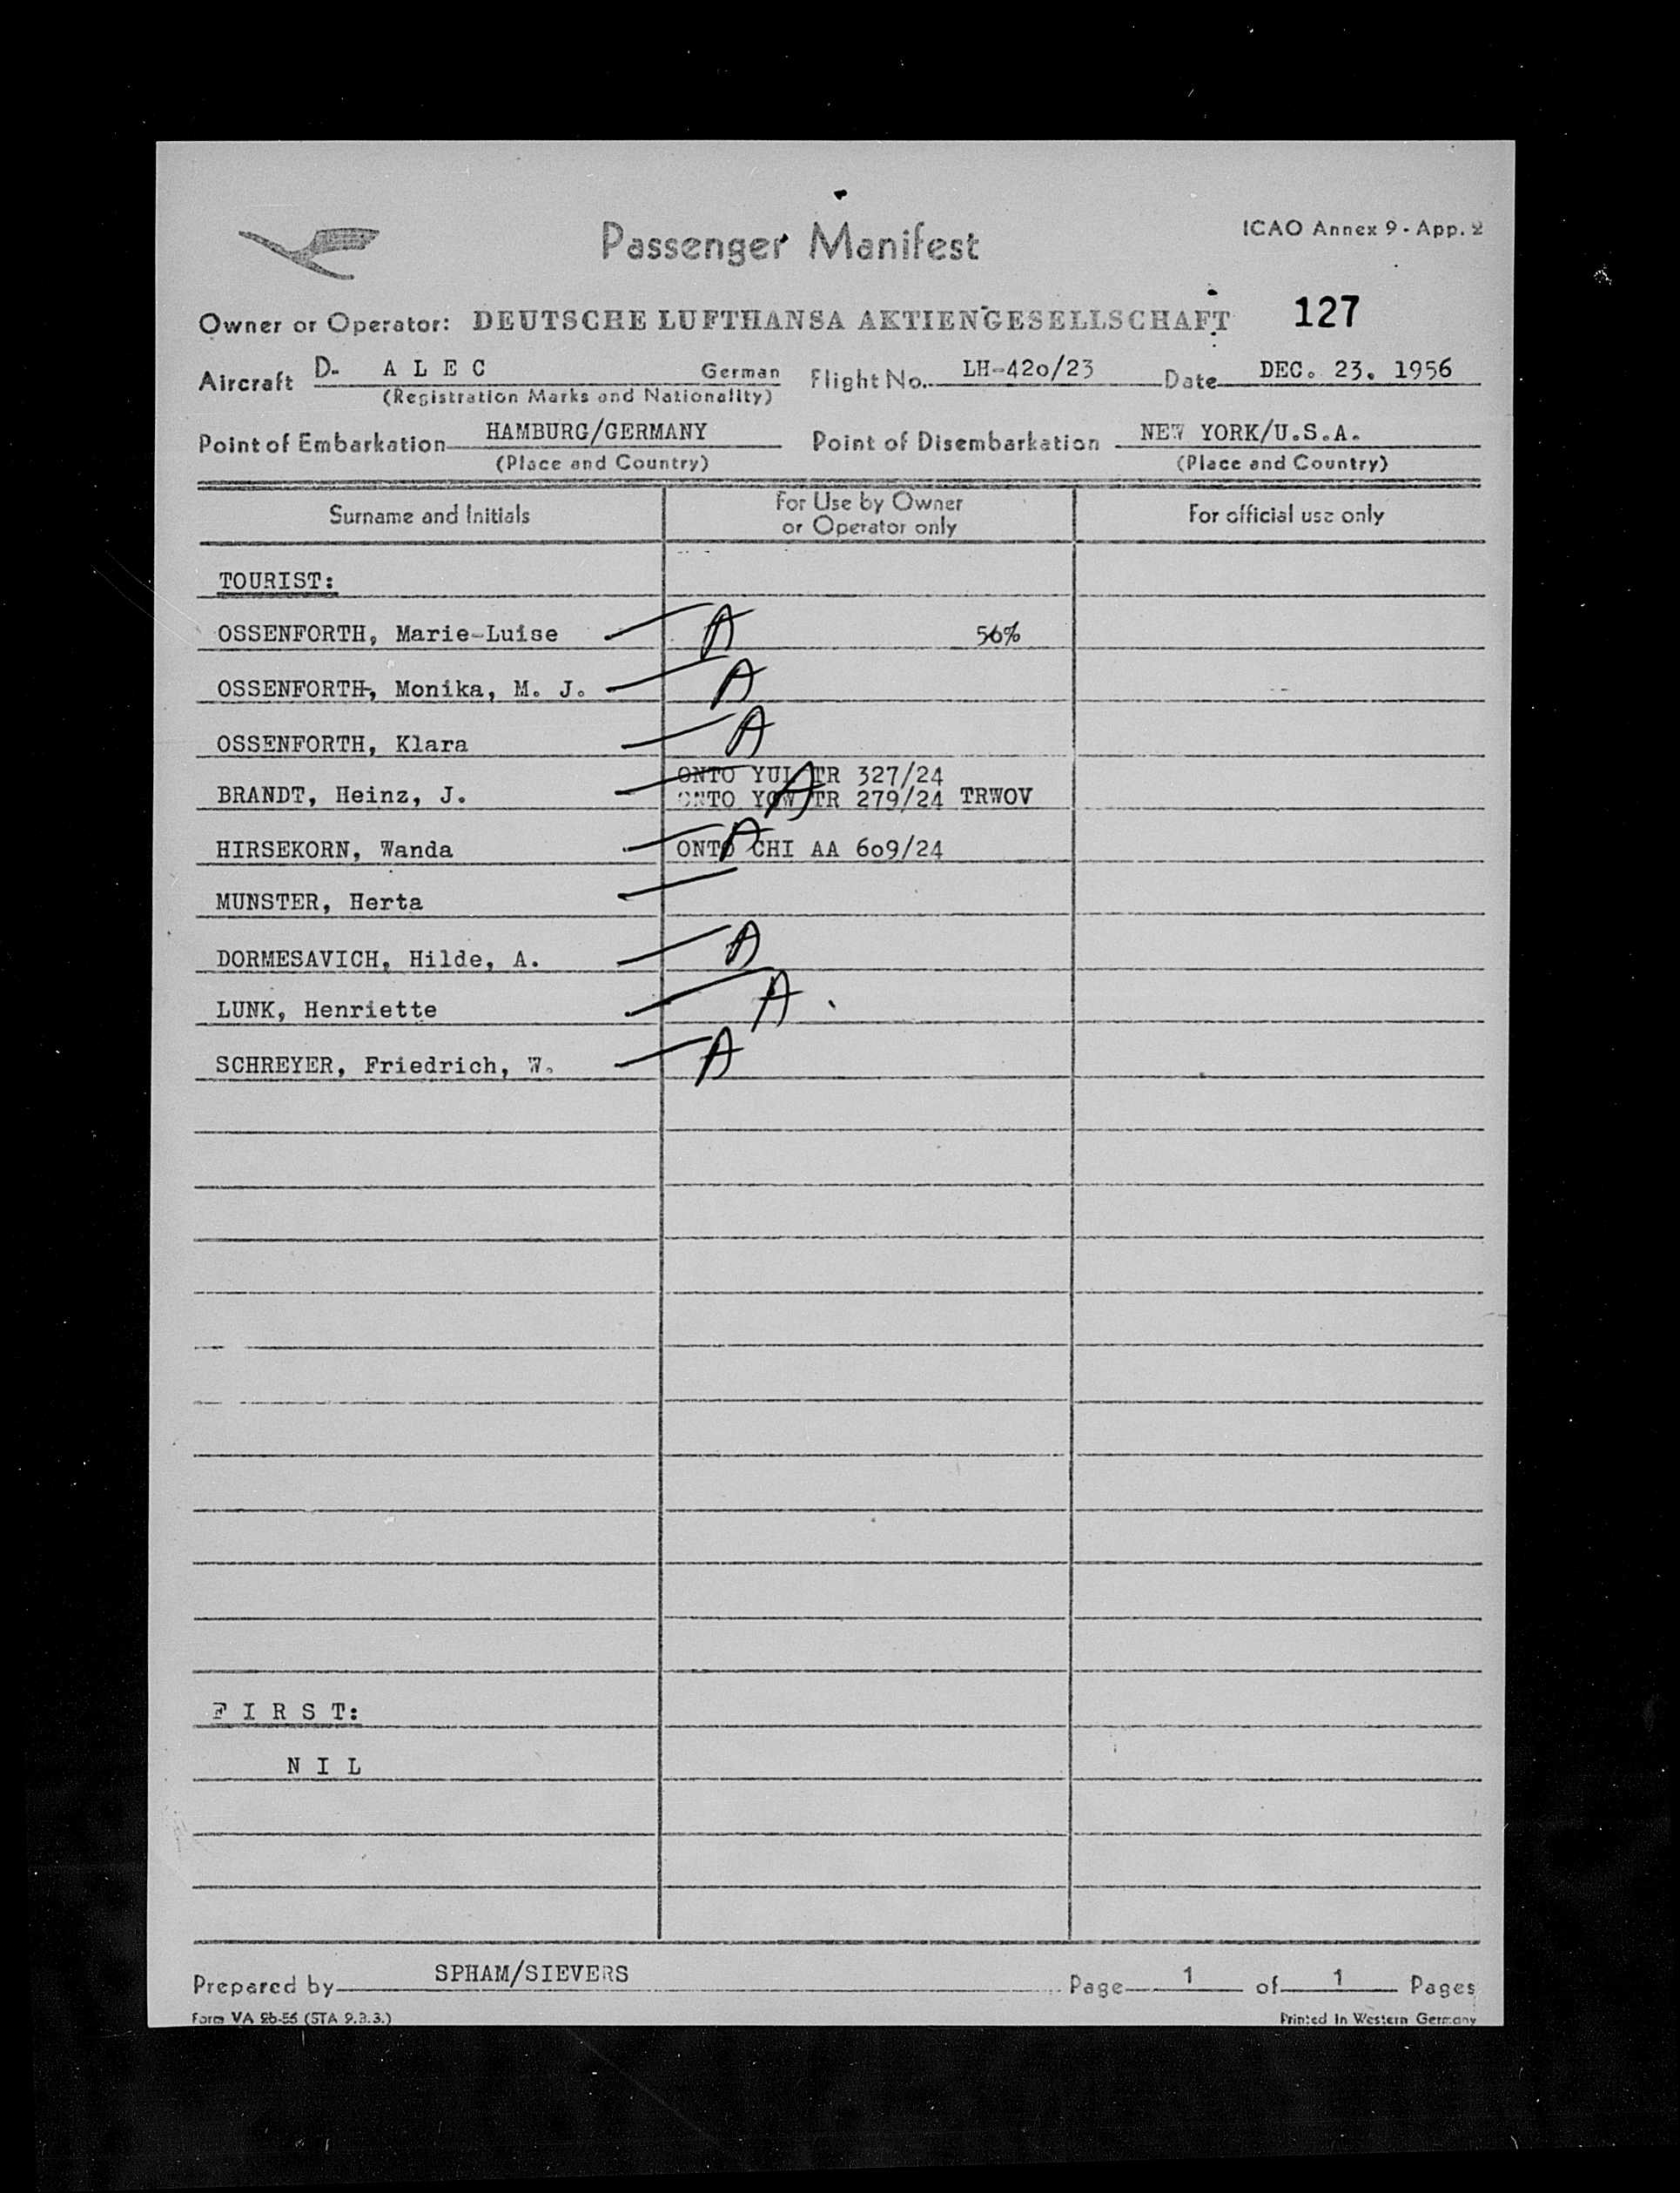 Passenger Manifest
ICAO Annex 9 - App. 2
Owner or Operator: DEUTSCHE LUFTHANSA AKTIENGESELLSCHAFT 127
Aircraft D- A L E C German Flight No. LH-42o/23 Date DEC. 23. 1956
(Registration Marks and Nationality)
Point of Embarkation HAMBURG/GERMANY Point of Disembarkation NEW YORK/U.S.A.
(Place and Country) (Place and Country)
Surname and Initials For Use by Owner or Operator only For official use only
TOURIST:
OSSENFORTH, Marie-Luise A 56%
OSSENFORTH, Monika, M. J. A
OSSENFORTH, Klara A
ONTO YUL TR 327/24
BRANDT, Heinz, J. A ONTO YOW TR 279/24 TRWOV
HIRSEKORN, Wanda A ONTO CHI AA 6o9/24
MUNSTER, Herta
DORMESAVICH, Hilde, A. A
LUNK, Henriette A
SCHREYER, Friedrich, W. A
F I R S T:
N I L
Prepared by SPHAM/SIEVERS Page 1 of 1 Pages
Form VA 9b-56 (STA 9.3.3.) Printed in Western Germany